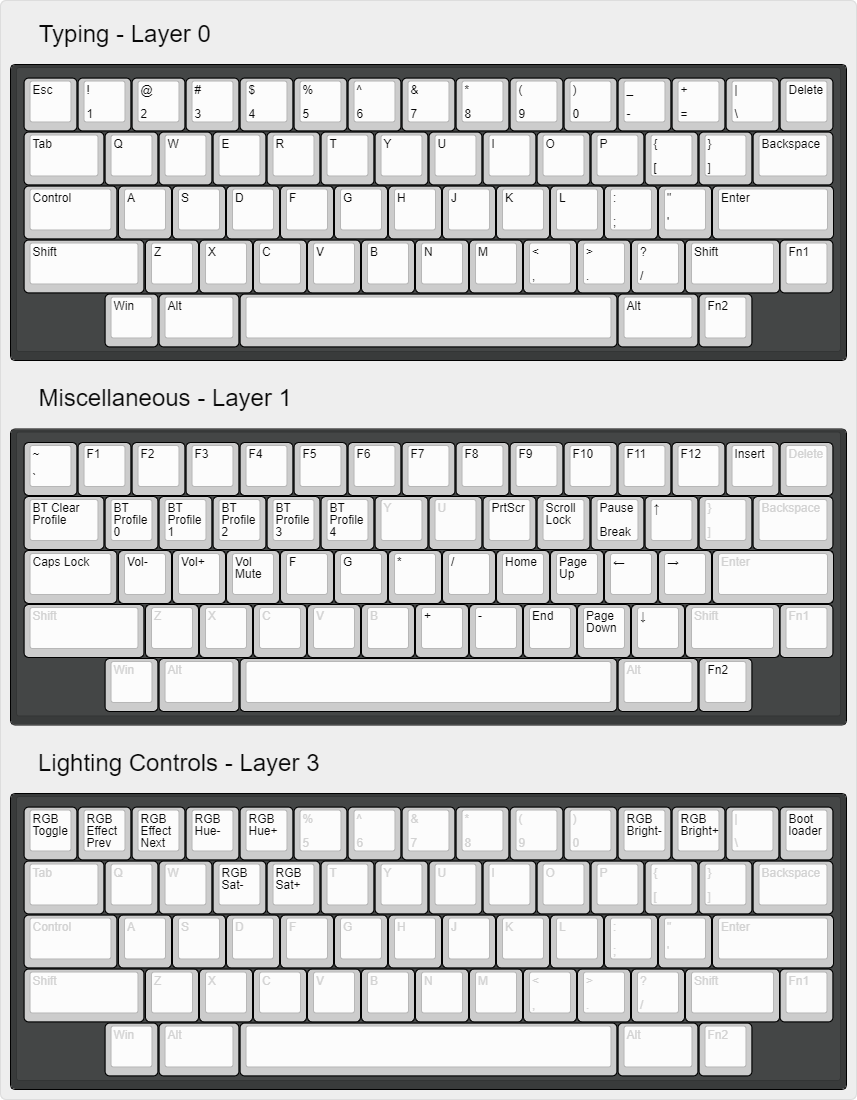 Typing - Layer 0
Esc ! @ # $ % ^ & * ( ) _ + | Delete
1 2 3 4 5 6 7 8 9 0 - = \
Tab Q W E R T Y U I O P { } Backspace
[ ]
Control A S D F G H J K L : " Enter
; '
Shift Z X C V B N M < > ? Shift Fn1
, . /
Win Alt Alt Fn2
Miscellaneous - Layer 1
~ F1 F2 F3 F4 F5 F6 F7 F8 F9 F10 F11 F12 Insert Delete
`
BT Clear BT BT BT BT BT Y U PrtScr Scroll Pause ↑ } Backspace
Profile Profile Profile Profile Profile Profile Lock
0 1 2 3 4 Break ]
Caps Lock Vol- Vol+ Vol F G * / Home Page ← → Enter
Mute Up
Shift Z X C V B + - End Page ↓ Shift Fn1
Down
Win Alt Alt Fn2
Lighting Controls - Layer 3
RGB RGB RGB RGB RGB % ^ & * ( ) RGB RGB | Boot
Toggle Effect Effect Hue- Hue+ Bright- Bright+ loader
Prev Next 5 6 7 8 9 0 \
Tab Q W RGB RGB T Y U I O P { } Backspace
Sat- Sat+
[ ]
Control A S D F G H J K L : " Enter
; '
Shift Z X C V B N M < > ? Shift Fn1
, . /
Win Alt Alt Fn2